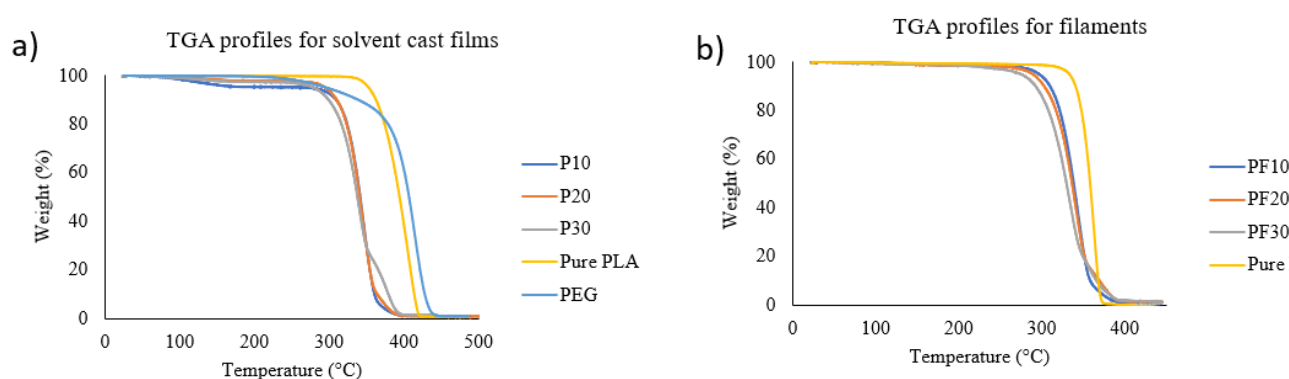 a)
TGA profiles for solvent cast films
Weight (%)
100
80
60
40
20
0
0 100 200 300 400 500
Temperature (°C)
P10
P20
P30
Pure PLA
PEG
b)
TGA profiles for filaments
Weight (%)
100
80
60
40
20
0
0 100 200 300 400
Temperature (°C)
PF10
PF20
PF30
Pure